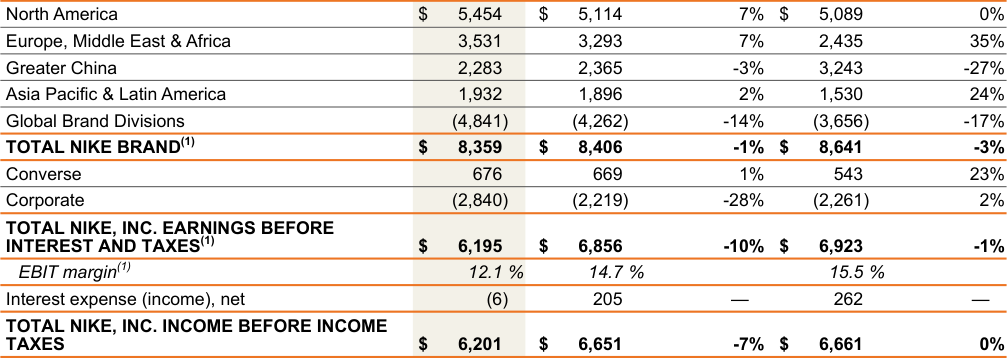 North America $ 5,454 $ 5,114 7% $ 5,089 0%
Europe, Middle East & Africa 3,531 3,293 7% 2,435 35%
Greater China 2,283 2,365 -3% 3,243 -27%
Asia Pacific & Latin America 1,932 1,896 2% 1,530 24%
Global Brand Divisions (4,841) (4,262) -14% (3,656) -17%
TOTAL NIKE BRAND(1) $ 8,359 $ 8,406 -1% $ 8,641 -3%
Converse 676 669 1% 543 23%
Corporate (2,840) (2,219) -28% (2,261) 2%
TOTAL NIKE, INC. EARNINGS BEFORE
INTEREST AND TAXES(1) $ 6,195 $ 6,856 -10% $ 6,923 -1%
EBIT margin(1) 12.1 % 14.7 % 15.5 %
Interest expense (income), net (6) 205 — 262 —
TOTAL NIKE, INC. INCOME BEFORE INCOME
TAXES $ 6,201 $ 6,651 -7% $ 6,661 0%